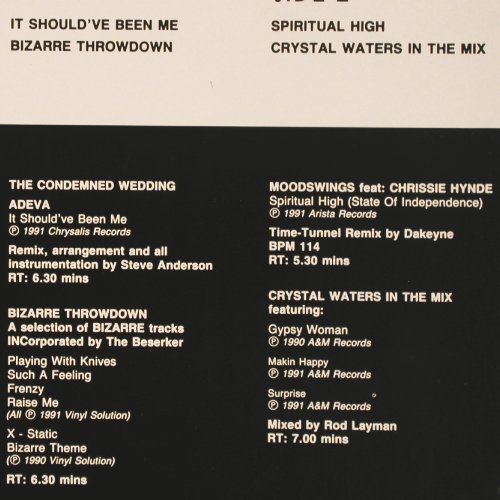 IT SHOULD'VE BEEN ME
BIZARRE THROWDOWN
SPIRITUAL HIGH
CRYSTAL WATERS IN THE MIX
THE CONDEMNED WEDDING
ADEVA
It Should've Been Me
℗ 1991 Chrysalis Records
Remix, arrangement and all
instrumentation by Steve Anderson
RT: 6.30 mins
BIZARRE THROWDOWN
A selection of BIZARRE tracks
INCorporated by The Beserker
Playing With Knives
Such A Feeling
Frenzy
Raise Me
(All ℗ 1991 Vinyl Solution)
X - Static
Bizarre Theme
(℗ 1990 Vinyl Solution)
RT: 6.30 mins
MOODSWINGS feat: CHRISSIE HYNDE
Spiritual High (State Of Independence)
℗ 1991 Arista Records
Time-Tunnel Remix by Dakeyne
BPM 114
RT: 5.30 mins
CRYSTAL WATERS IN THE MIX
featuring:
Gypsy Woman
℗ 1990 A&M Records
Makin Happy
℗ 1991 A&M Records
Surprise
℗ 1991 A&M Records
Mixed by Rod Layman
RT: 7.00 mins